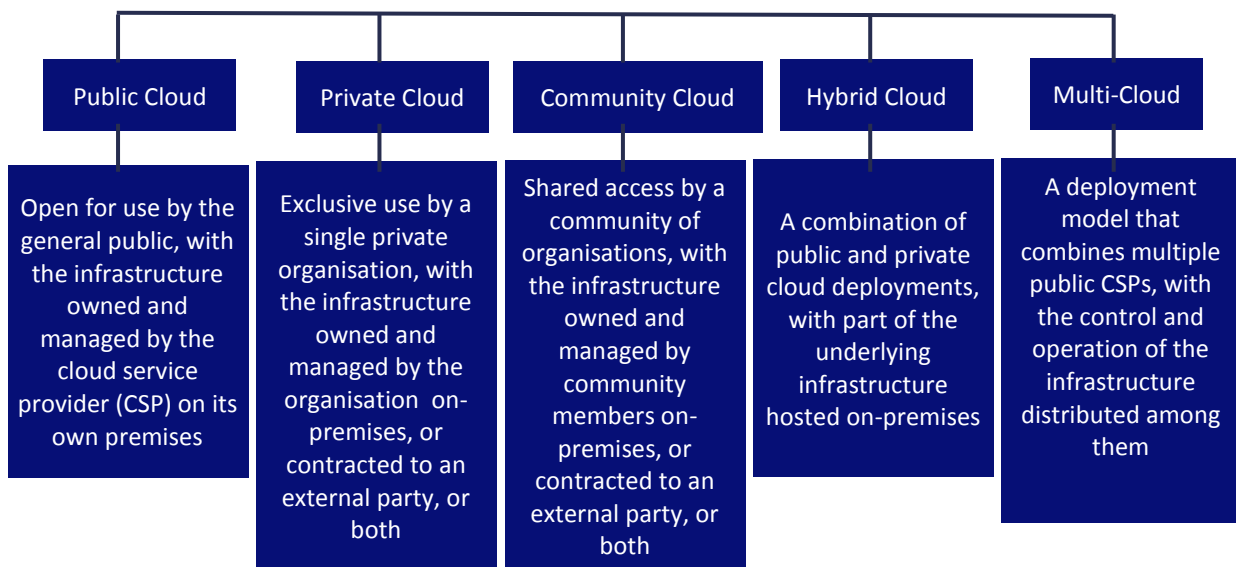 Public Cloud
Open for use by the
general public, with
the infrastructure
owned and
managed by the
cloud service
provider (CSP) on its
own premises
Private Cloud
Exclusive use by a
single private
organisation, with
the infrastructure
owned and
managed by the
organisation on-
premises, or
contracted to an
external party, or
both
Community Cloud
Shared access by a
community of
organisations, with
the infrastructure
owned and
managed by
community
members on-
premises, or
contracted to an
external party, or
both
Hybrid Cloud
A combination of
public and private
cloud deployments,
with part of the
underlying
infrastructure
hosted on-premises
Multi-Cloud
A deployment
model that
combines multiple
public CSPs, with
the control and
operation of the
infrastructure
distributed among
them